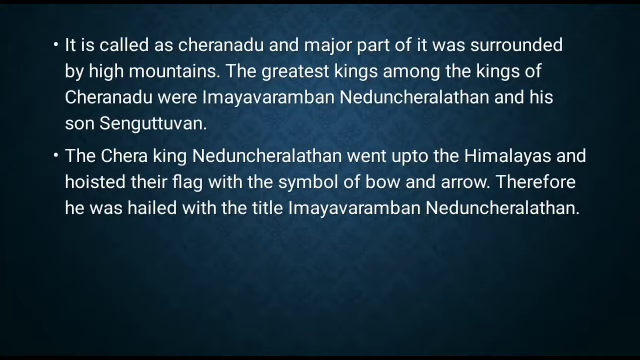 • It is called as cheranadu and major part of it was surrounded
by high mountains. The greatest kings among the kings of
Cheranadu were Imayavaramban Neduncheralathan and his
son Senguttuvan.
• The Chera king Neduncheralathan went upto the Himalayas and
hoisted their flag with the symbol of bow and arrow. Therefore
he was hailed with the title Imayavaramban Neduncheralathan.